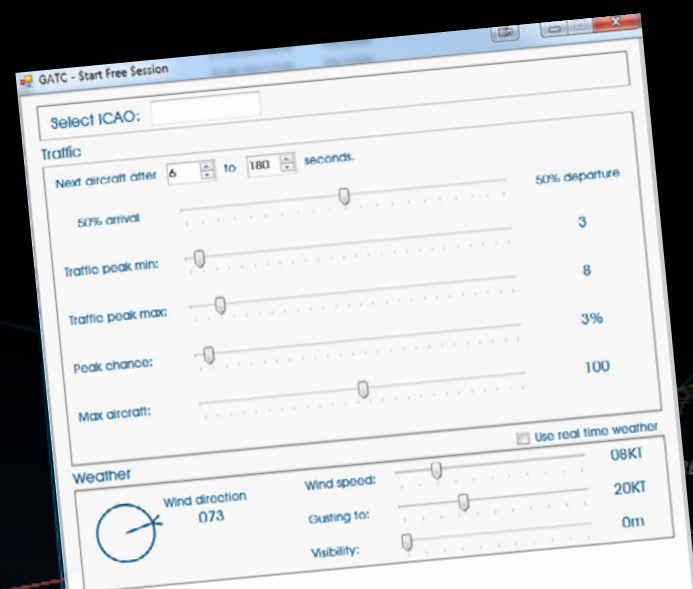 GATC - Start Free Session
Select ICAO:
Traffic
Next aircraft after 6 to 180 seconds.
50% arrival 50% departure
Traffic peak min: 3
Traffic peak max: 8
Peak chance: 3%
Max aircraft: 100
Use real time weather
Weather
Wind direction Wind speed: 08KT
073 Gusting to: 20KT
Visibility: 0m